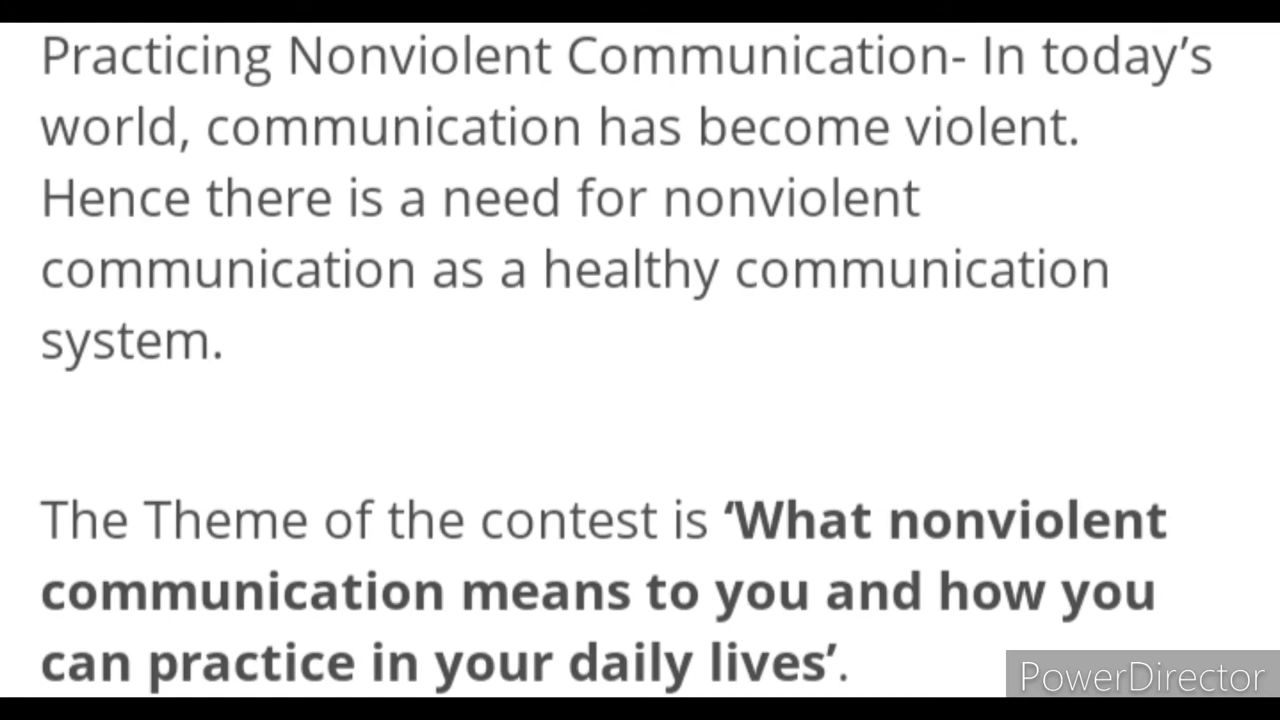 Practicing Nonviolent Communication- In today’s
world, communication has become violent.
Hence there is a need for nonviolent
communication as a healthy communication
system.
The Theme of the contest is ‘What nonviolent
communication means to you and how you
can practice in your daily lives’.
PowerDirector